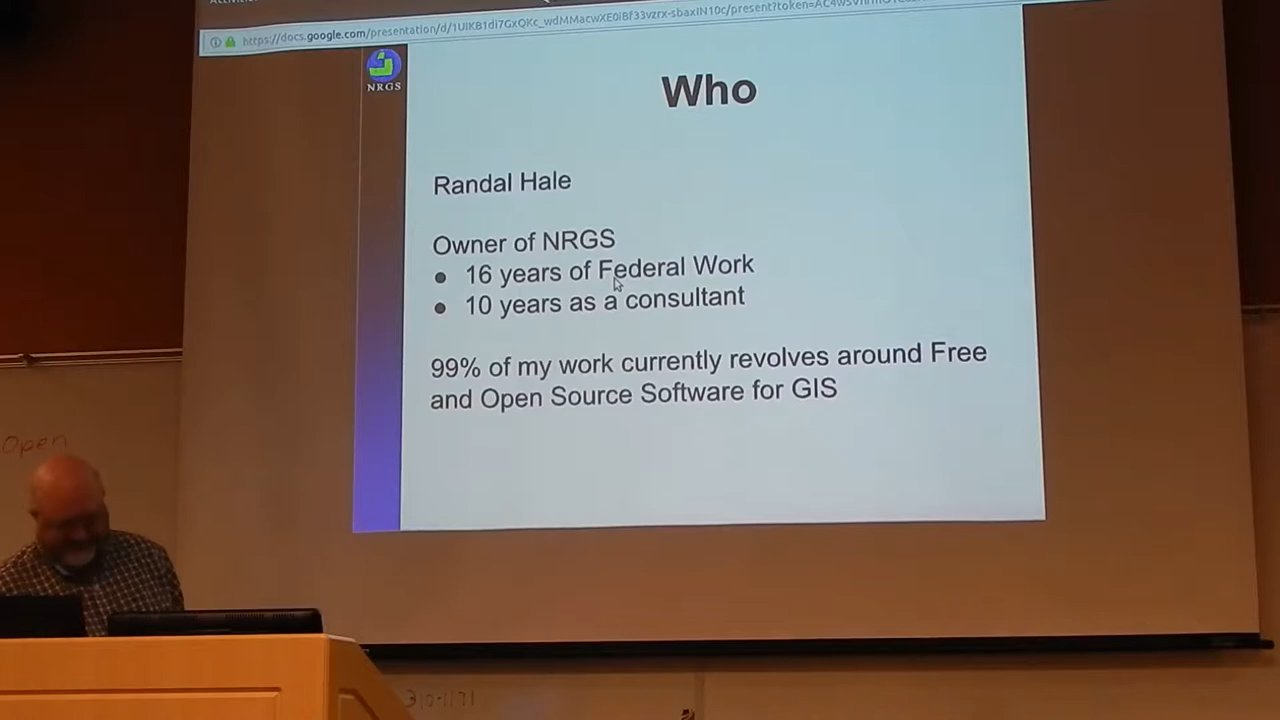 https://docs.google.com/presentation/d/
NRGS
Who
Randal Hale
Owner of NRGS
● 16 years of Federal Work
● 10 years as a consultant
99% of my work currently revolves around Free
and Open Source Software for GIS
Open